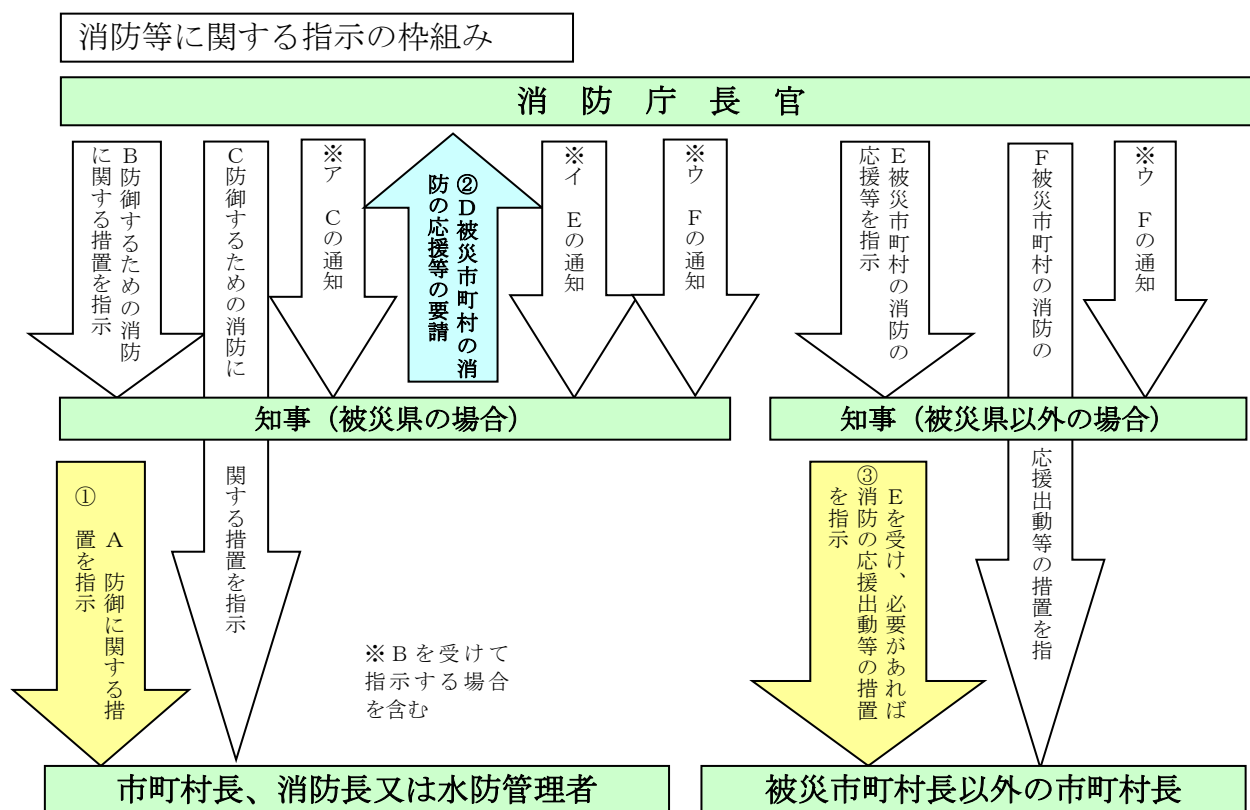 消防等に関する指示の枠組み
消 防 庁 長 官
B防御するための消防
に関する措置を指示
C防御するための消防に
※ア Cの通知
②D被災市町村の消
防の応援等の要請
※イ Eの通知
※ウ Fの通知
E被災市町村の消防の
応援等を指示
F被災市町村の消防の
※ウ Fの通知
知事（被災県の場合）
知事（被災県以外の場合）
①
A 防御に関する措
置を指示
関する措置を指示
※Bを受けて
指示する場合
を含む
③
Eを受け、必要があれば
消防の応援出動等の措置
を指示
応援出動等の措置を指
市町村長、消防長又は水防管理者
被災市町村長以外の市町村長